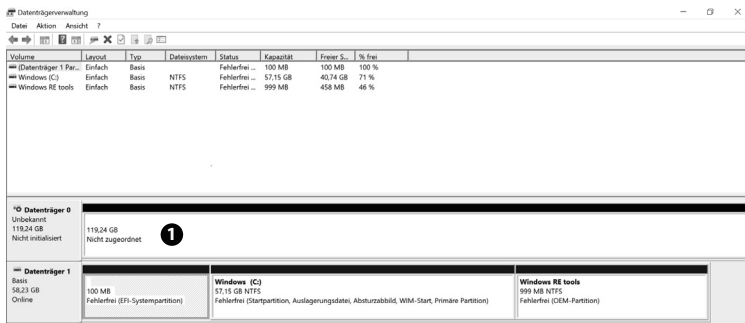 Datenträgerverwaltung
Datei Aktion Ansicht ?
Volume Layout Typ Dateisystem Status Kapazität Freier S... % frei
(Datenträger 1 Par... Einfach Basis Fehlerfrei ... 100 MB 100 MB 100 %
Windows (C:) Einfach Basis NTFS Fehlerfrei ... 57,15 GB 40,74 GB 71 %
Windows RE tools Einfach Basis NTFS Fehlerfrei ... 999 MB 458 MB 46 %
Datenträger 0
Unbekannt
119,24 GB
Nicht initialisiert
119,24 GB
Nicht zugeordnet
1
Datenträger 1
Basis
58,23 GB
Online
100 MB
Fehlerfrei (EFI-Systempartition)
Windows (C:)
57,15 GB NTFS
Fehlerfrei (Startpartition, Auslagerungsdatei, Absturzabbild, WIM-Start, Primäre Partition)
Windows RE tools
999 MB NTFS
Fehlerfrei (OEM-Partition)